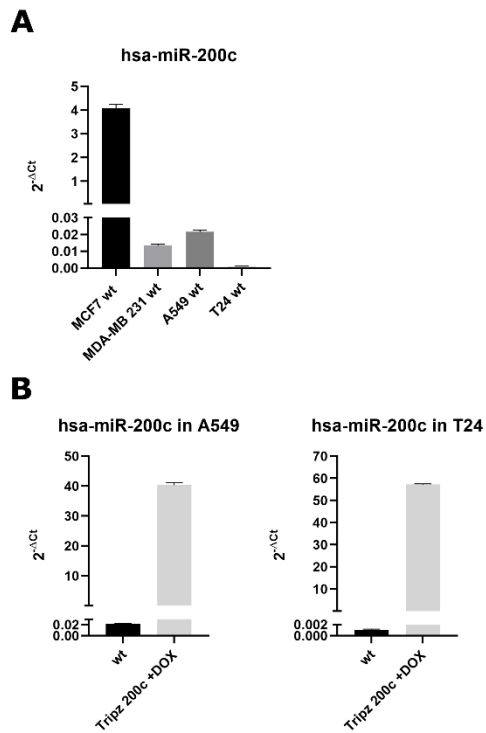 A
hsa-miR-200c
2-ΔCt
5
4
3
2
1
0.03
0.02
0.01
0.00
MCF7 wt
MDA-MB 231 wt
A549 wt
T24 wt
B
hsa-miR-200c in A549
2-ΔCt
50
40
30
20
10
0.02
0.00
wt
Tripz 200c +DOX
hsa-miR-200c in T24
2-ΔCt
70
60
50
40
30
20
10
0.002
0.000
wt
Tripz 200c +DOX